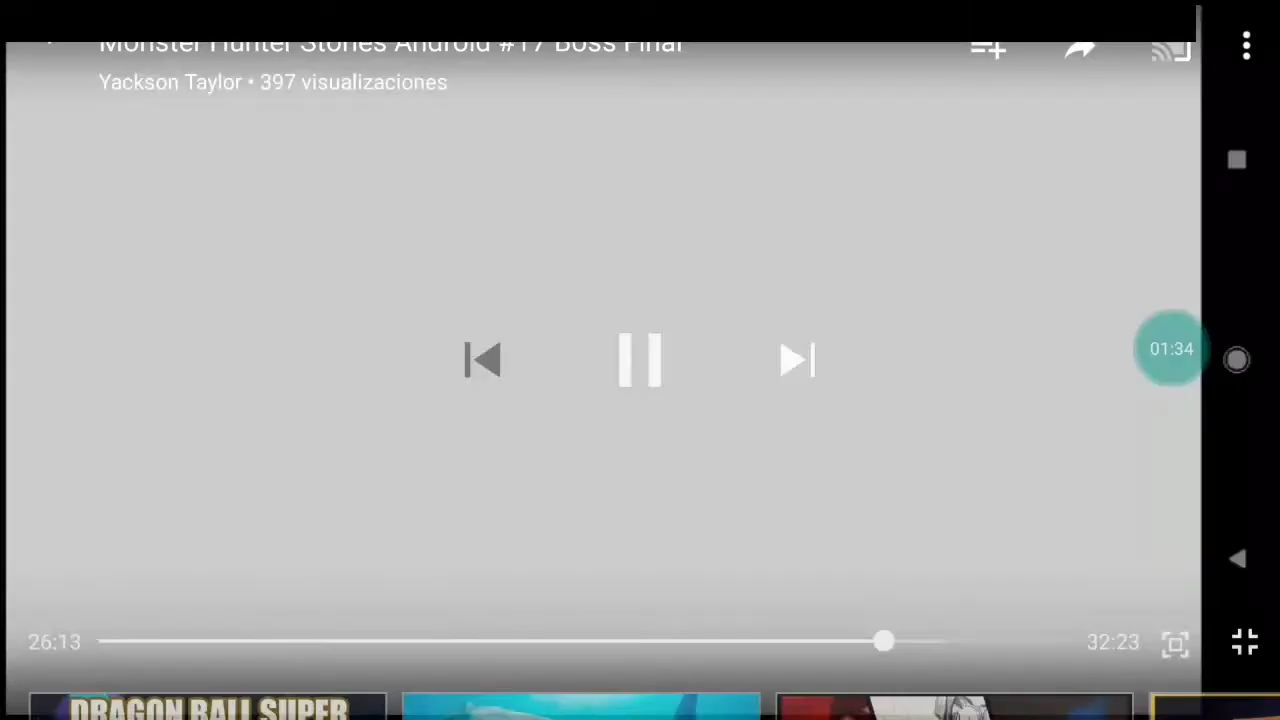 Monster Hunter Stories Android #17 Boss Final
Yackson Taylor • 397 visualizaciones
01:34
26:13
32:23
DRAGON BALL SUPER